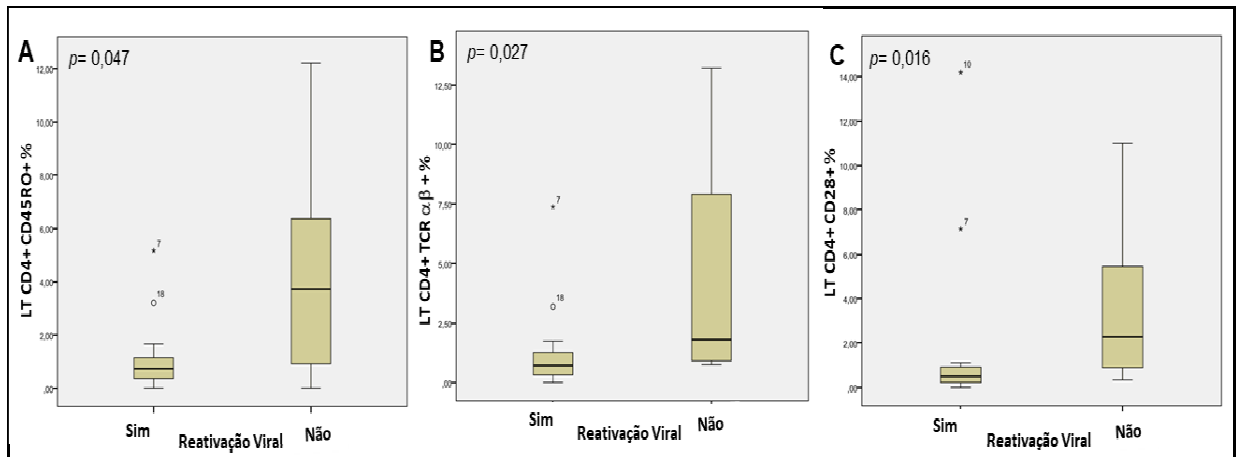 A
p= 0,047
LT CD4+ CD45RO+ %
12,00
10,00
8,00
6,00
4,00
2,00
,00
7
18
Sim
Reativação Viral
Não
B
p= 0,027
LT CD4+ TCR αβ + %
12,50
10,00
7,50
5,00
2,50
,00
7
18
Sim
Reativação Viral
Não
C
p= 0,016
LT CD4+ CD28+ %
14,00
12,00
10,00
8,00
6,00
4,00
2,00
,00
10
7
Sim
Reativação Viral
Não